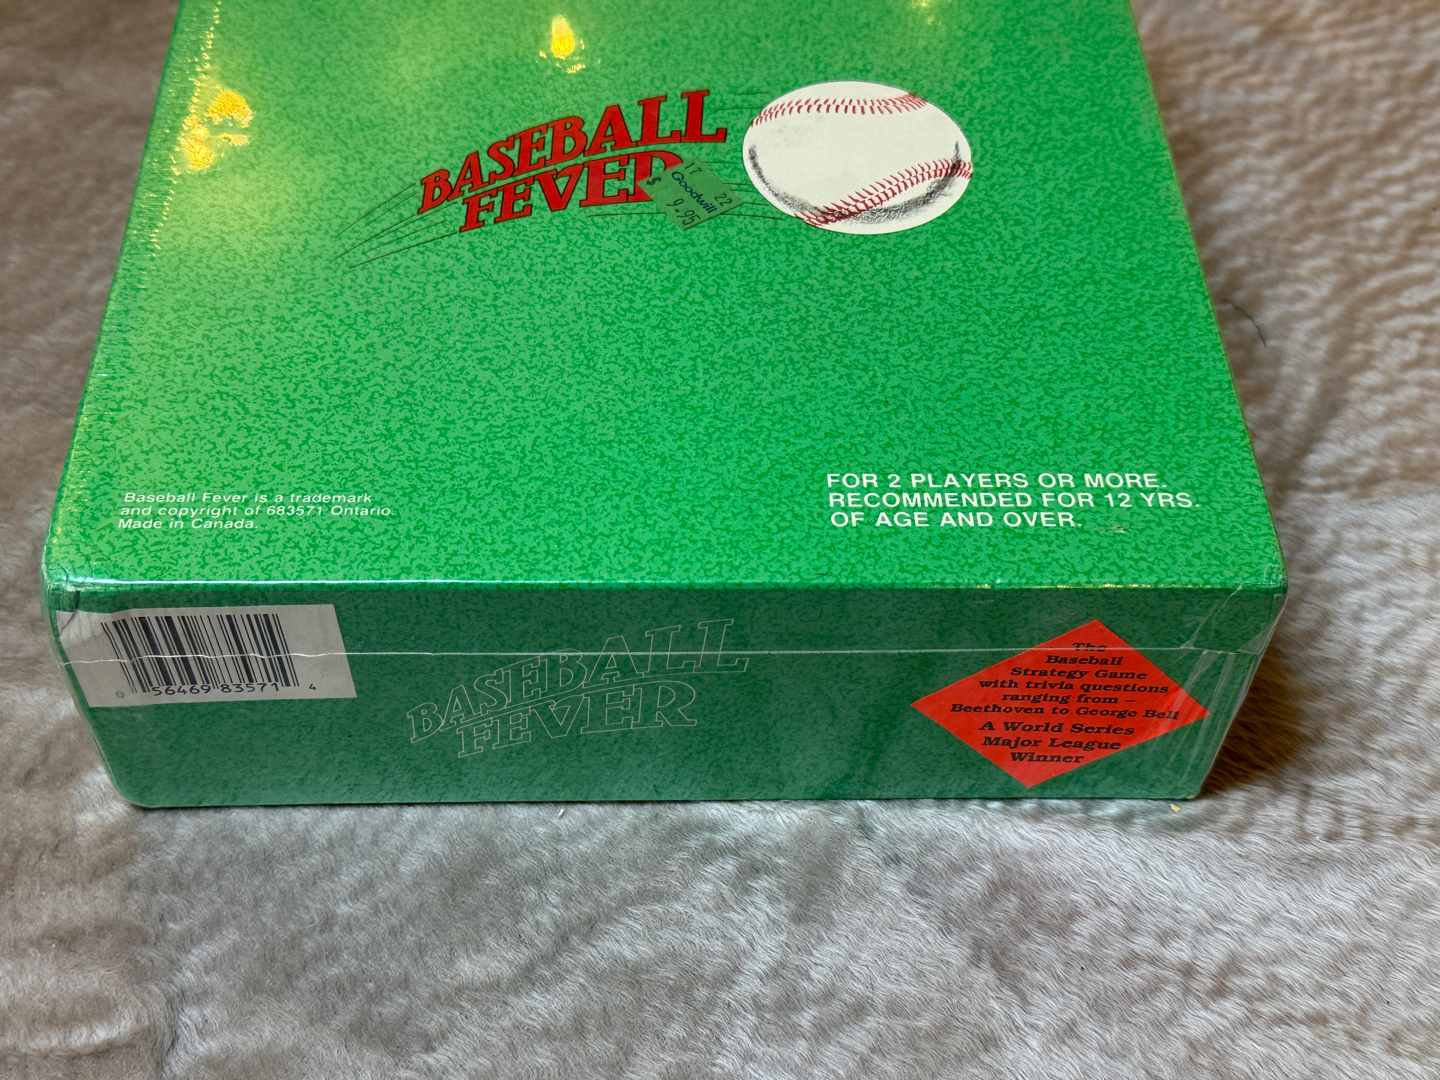 BASEBALL
FEVER
17 22
Goodwill
$ 9.95
FOR 2 PLAYERS OR MORE.
RECOMMENDED FOR 12 YRS.
OF AGE AND OVER.
Baseball Fever is a trademark
and copyright of 683571 Ontario.
Made in Canada.
0 56469 83571 4
BASEBALL
FEVER
The
Baseball
Strategy Game
with trivia questions
ranging from –
Beethoven to George Bell
A World Series
Major League
Winner